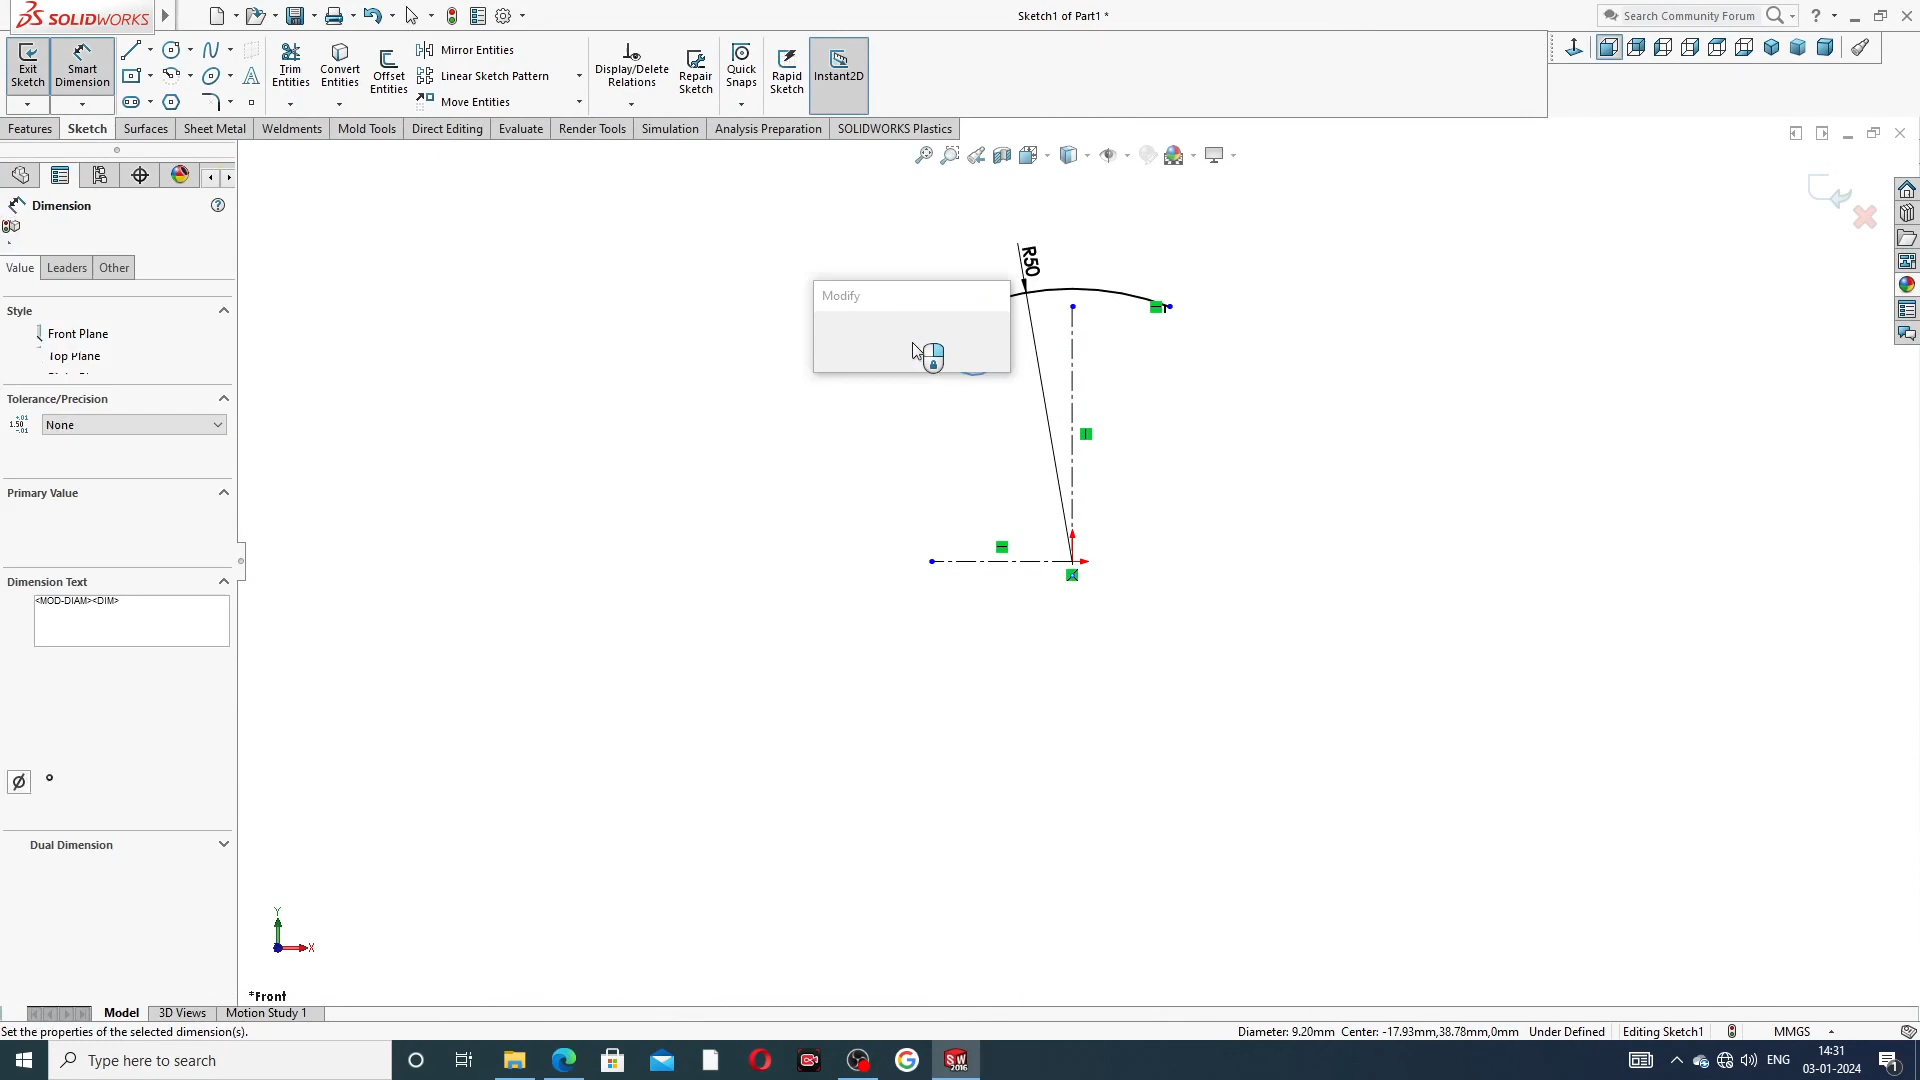 SOLIDWORKS
Sketch1 of Part1 *
Search Community Forum
Exit Sketch
Smart Dimension
Trim Entities
Convert Entities
Offset Entities
Mirror Entities
Linear Sketch Pattern
Move Entities
Display/Delete Relations
Repair Sketch
Quick Snaps
Rapid Sketch
Instant2D
Features
Sketch
Surfaces
Sheet Metal
Weldments
Mold Tools
Direct Editing
Evaluate
Render Tools
Simulation
Analysis Preparation
SOLIDWORKS Plastics
Dimension
Value
Leaders
Other
Style
Front Plane
Top Plane
Tolerance/Precision
1.50
None
Primary Value
Dimension Text
<MOD-DIAM><DIM>
Dual Dimension
Modify
R50
Y
X
*Front
Model
3D Views
Motion Study 1
Set the properties of the selected dimension(s).
Diameter: 9.20mm Center: -17.93mm,38.78mm,0mm
Under Defined
Editing Sketch1
MMGS
Type here to search
SW
2016
ENG
14:31
03-01-2024
1